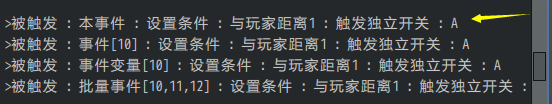 >被触发 : 本事件 : 设置条件 : 与玩家距离1 : 触发独立开关 : A
>被触发 : 事件[10] : 设置条件 : 与玩家距离1 : 触发独立开关 : A
>被触发 : 事件变量[10] : 设置条件 : 与玩家距离1 : 触发独立开关 : A
>被触发 : 批量事件[10,11,12] : 设置条件 : 与玩家距离1 : 触发独立开关 :